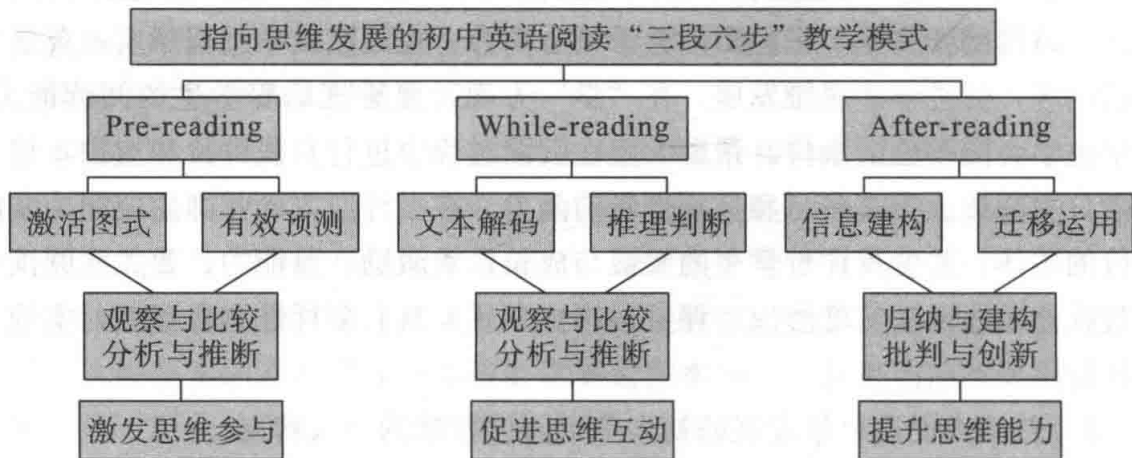 指向思维发展的初中英语阅读“三段六步”教学模式
Pre-reading
While-reading
After-reading
激活图式
有效预测
文本解码
推理判断
信息建构
迁移运用
观察与比较
分析与推断
观察与比较
分析与推断
归纳与建构
批判与创新
激发思维参与
促进思维互动
提升思维能力